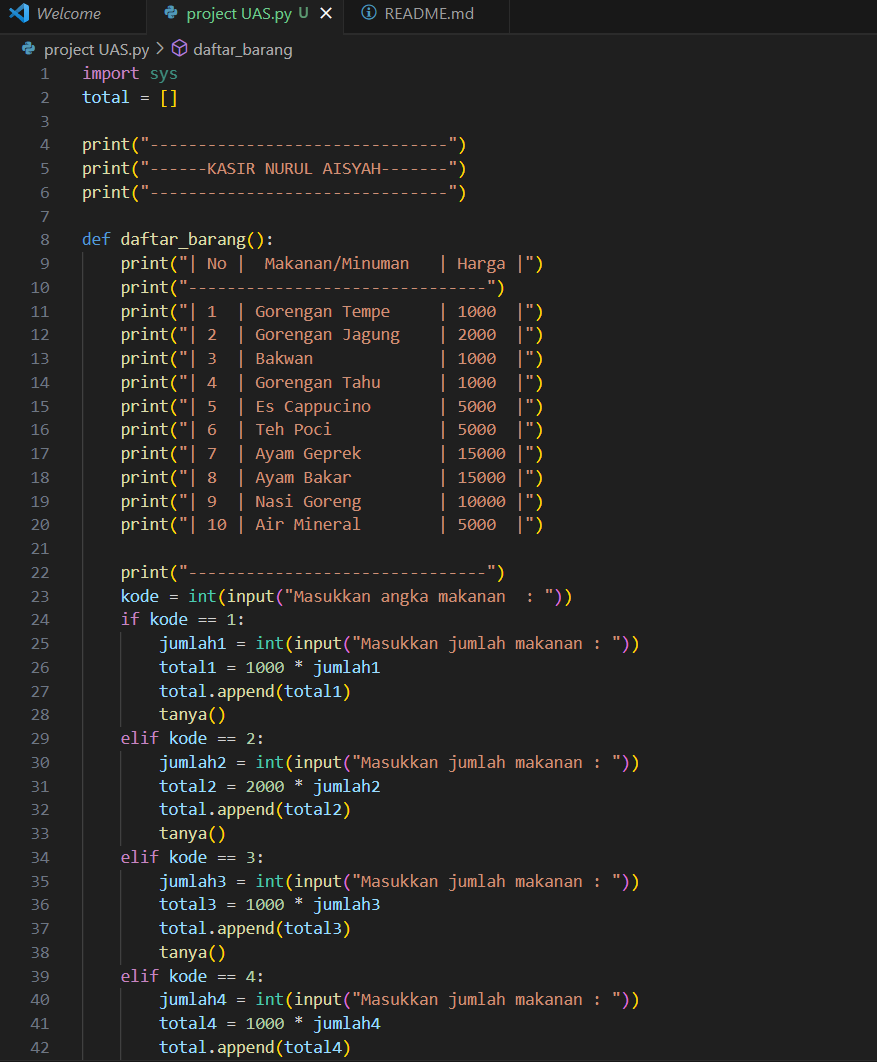 Welcome
project UAS.py U
README.md
project UAS.py > daftar_barang
1 import sys
2 total = []
3
4 print("-------------------------------")
5 print("------KASIR NURUL AISYAH-------")
6 print("-------------------------------")
7
8 def daftar_barang():
9     print("| No |  Makanan/Minuman   | Harga |")
10     print("-------------------------------")
11     print("| 1  | Gorengan Tempe     | 1000  |")
12     print("| 2  | Gorengan Jagung    | 2000  |")
13     print("| 3  | Bakwan             | 1000  |")
14     print("| 4  | Gorengan Tahu      | 1000  |")
15     print("| 5  | Es Cappucino       | 5000  |")
16     print("| 6  | Teh Poci           | 5000  |")
17     print("| 7  | Ayam Geprek        | 15000 |")
18     print("| 8  | Ayam Bakar         | 15000 |")
19     print("| 9  | Nasi Goreng        | 10000 |")
20     print("| 10 | Air Mineral        | 5000  |")
21
22     print("-------------------------------")
23     kode = int(input("Masukkan angka makanan  : "))
24     if kode == 1:
25         jumlah1 = int(input("Masukkan jumlah makanan : "))
26         total1 = 1000 * jumlah1
27         total.append(total1)
28         tanya()
29     elif kode == 2:
30         jumlah2 = int(input("Masukkan jumlah makanan : "))
31         total2 = 2000 * jumlah2
32         total.append(total2)
33         tanya()
34     elif kode == 3:
35         jumlah3 = int(input("Masukkan jumlah makanan : "))
36         total3 = 1000 * jumlah3
37         total.append(total3)
38         tanya()
39     elif kode == 4:
40         jumlah4 = int(input("Masukkan jumlah makanan : "))
41         total4 = 1000 * jumlah4
42         total.append(total4)